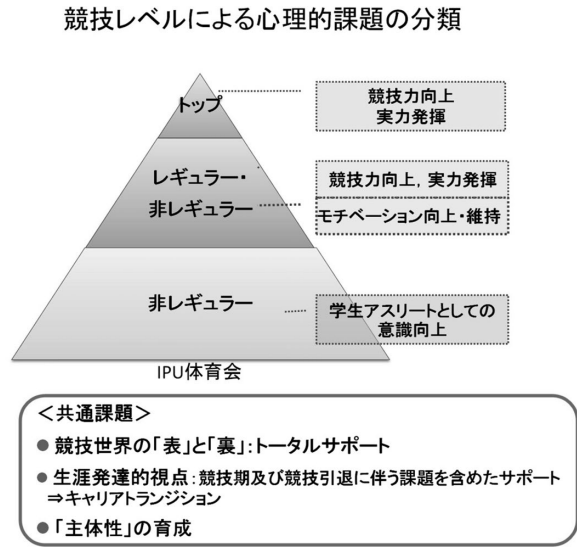 競技レベルによる心理的課題の分類
トップ
競技力向上
実力発揮
レギュラー・
非レギュラー
競技力向上，実力発揮
モチベーション向上・維持
非レギュラー
学生アスリートとしての
意識向上
IPU体育会
＜共通課題＞
● 競技世界の「表」と「裏」：トータルサポート
● 生涯発達的視点：競技期及び競技引退に伴う課題を含めたサポート
⇒キャリアトランジション
● 「主体性」の育成